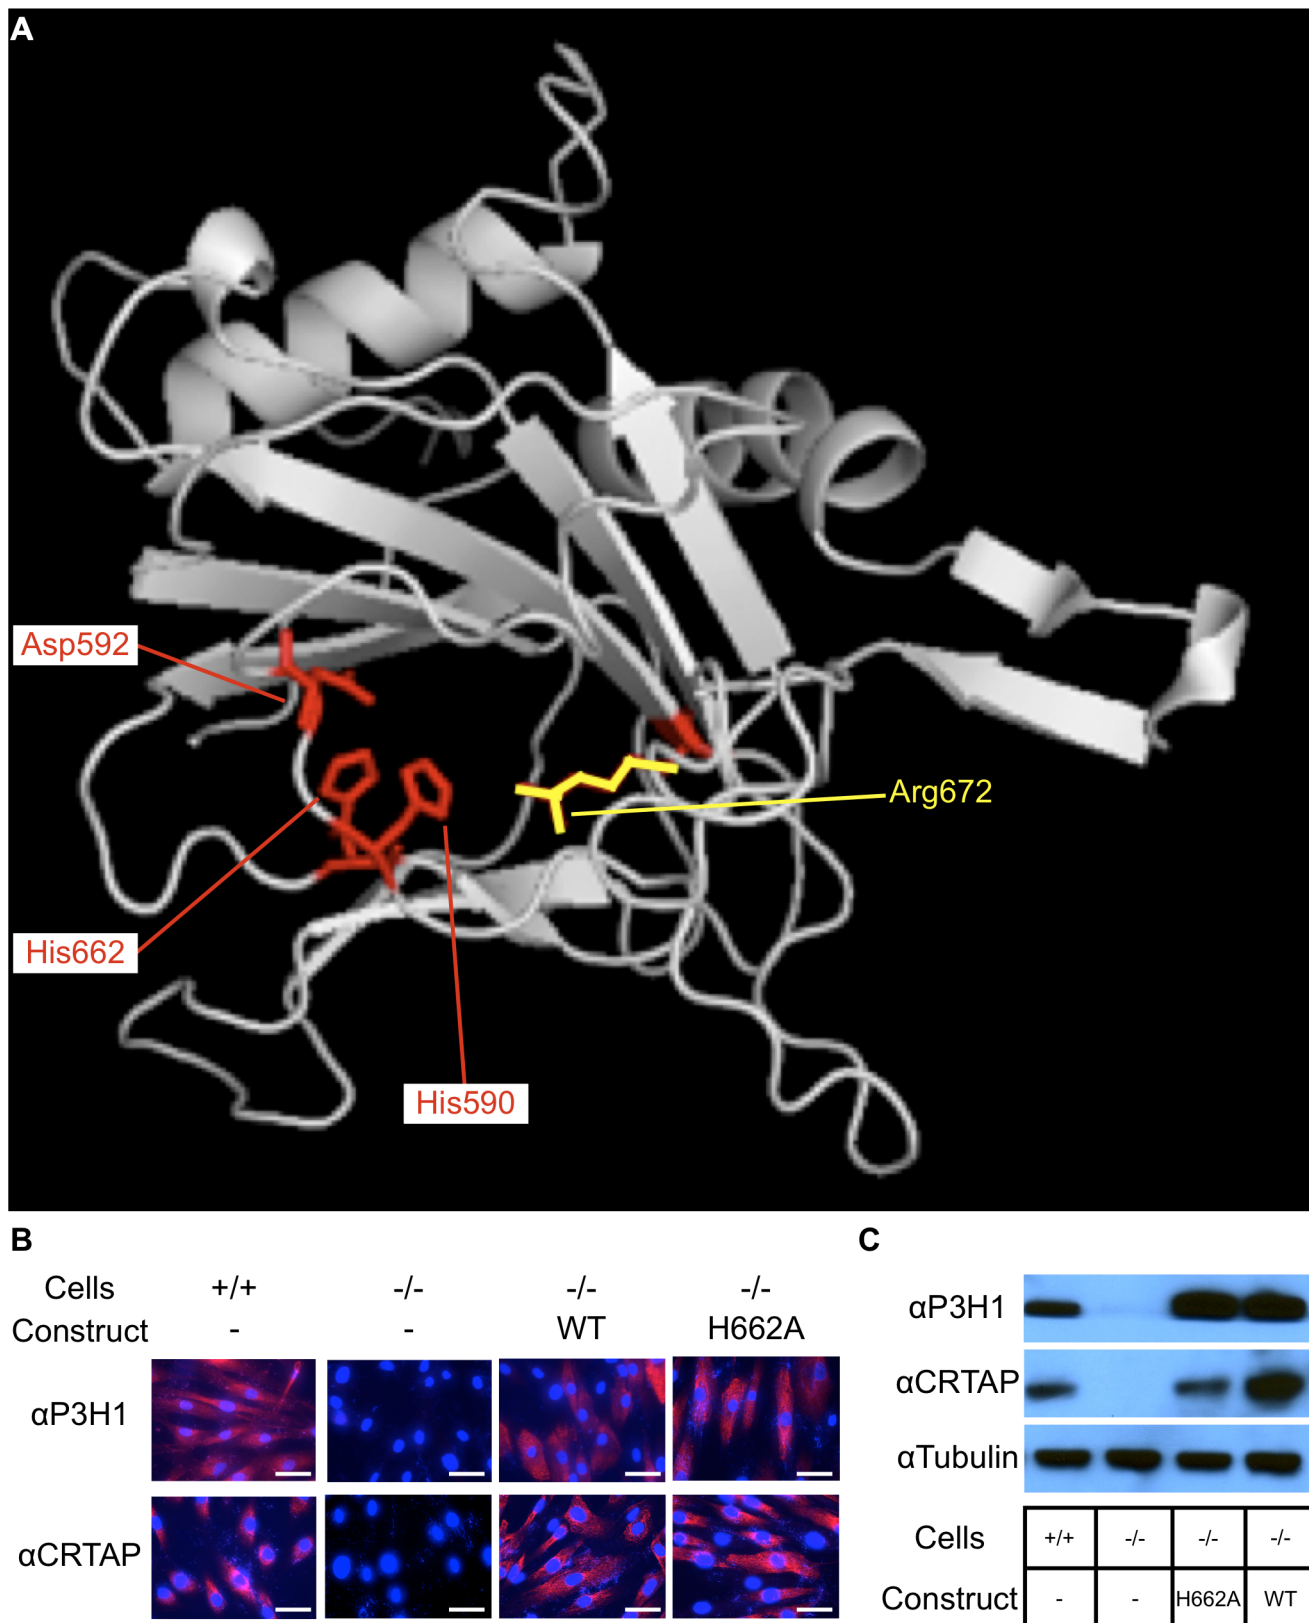 A
Asp592
Arg672
His662
His590
B
Cells +/+ -/- -/- -/-
Construct - - WT H662A
αP3H1
αCRTAP
C
αP3H1
αCRTAP
αTubulin
Cells +/+ -/- -/- -/-
Construct - - H662A WT